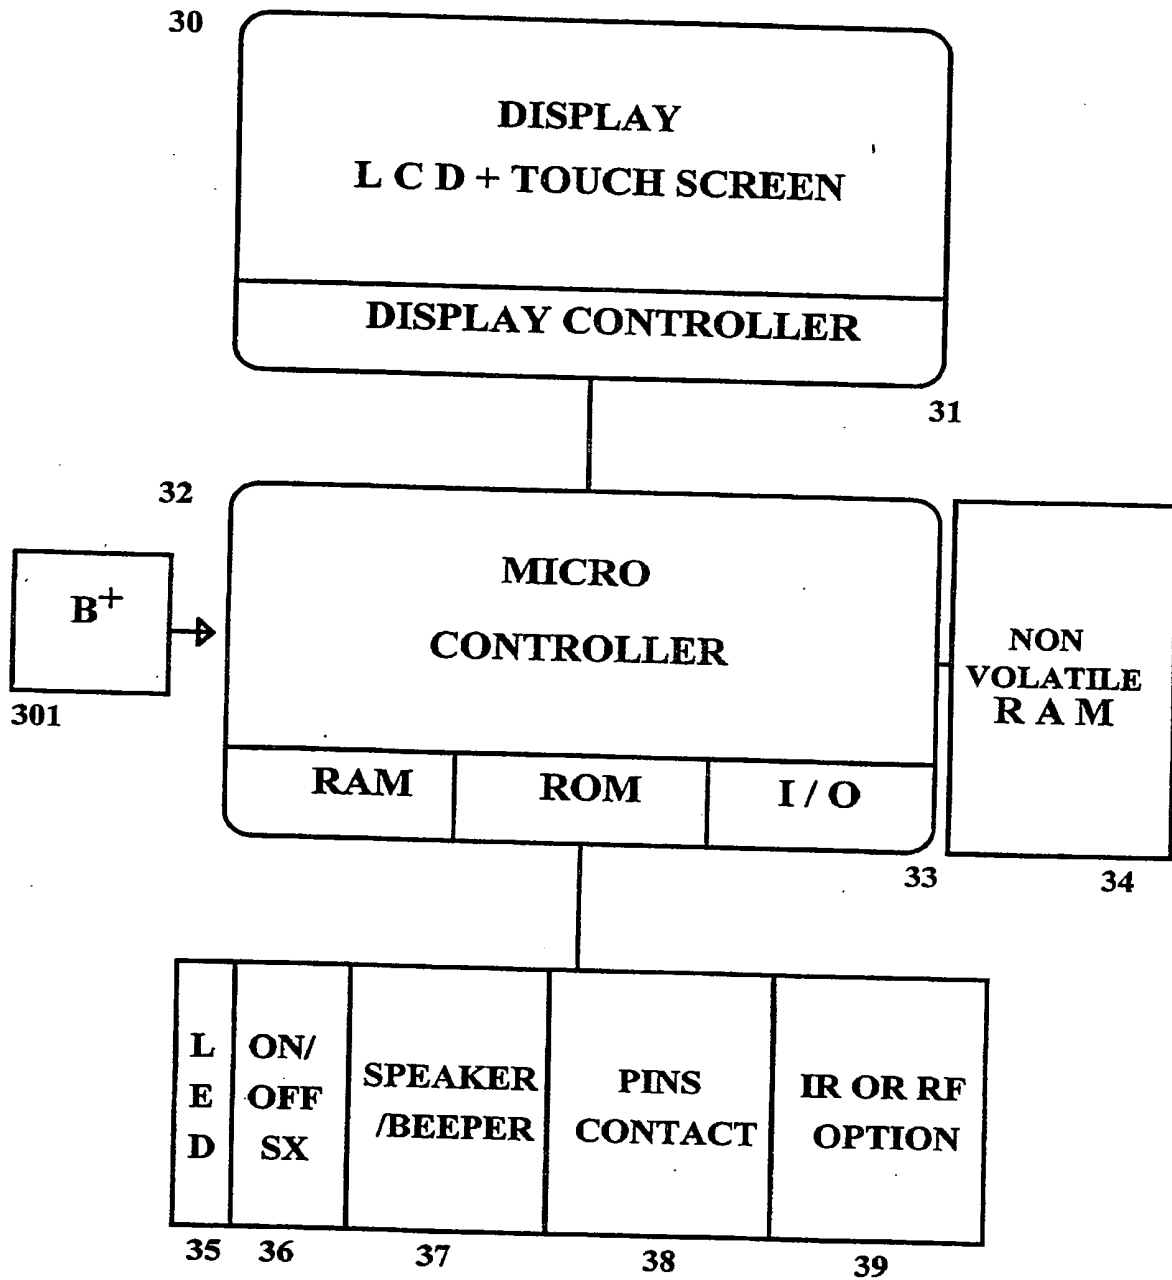 30
DISPLAY
L C D + TOUCH SCREEN
DISPLAY CONTROLLER
31
32
B+
301
MICRO
CONTROLLER
RAM ROM I / O
33
NON
VOLATILE
R A M
34
L
E
D
ON/
OFF
SX
SPEAKER
/BEEPER
PINS
CONTACT
IR OR RF
OPTION
35 36 37 38 39